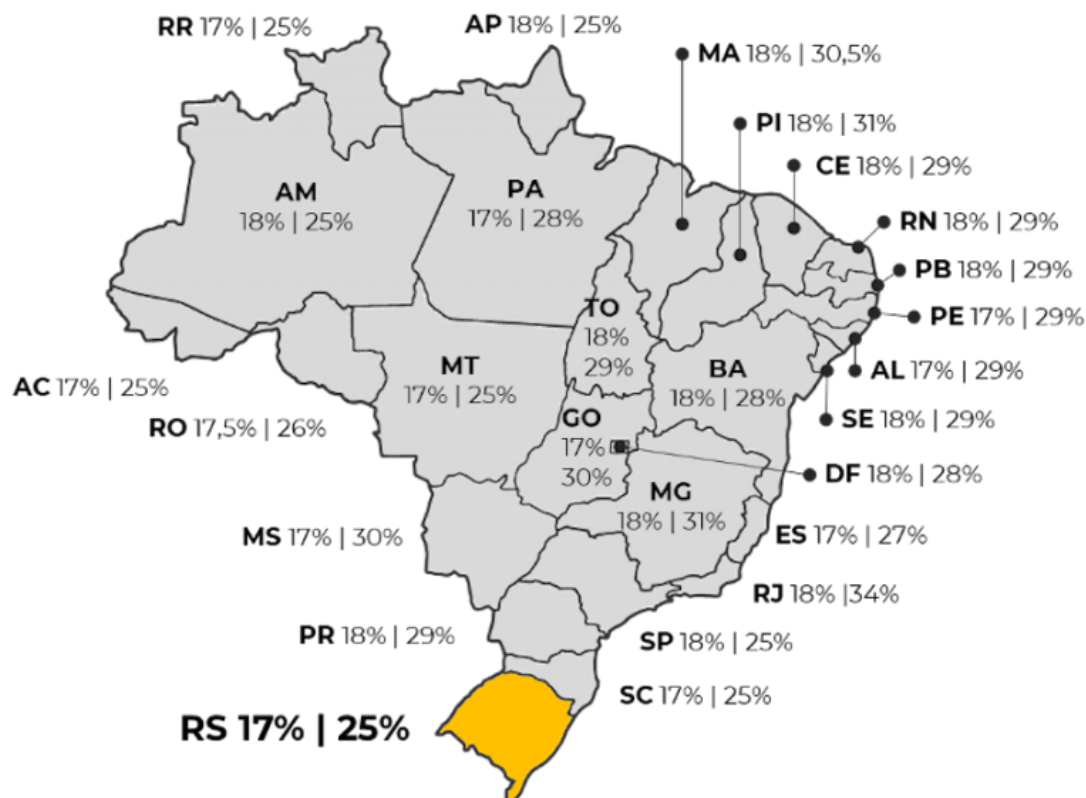 RR 17% | 25%
AP 18% | 25%
MA 18% | 30,5%
PI 18% | 31%
CE 18% | 29%
AM
18% | 25%
PA
17% | 28%
RN 18% | 29%
PB 18% | 29%
PE 17% | 29%
TO
18%
29%
MT
17% | 25%
BA
18% | 28%
AL 17% | 29%
AC 17% | 25%
RO 17,5% | 26%
SE 18% | 29%
GO
17%
30%
DF 18% | 28%
MG
18% | 31%
MS 17% | 30%
ES 17% | 27%
RJ 18% |34%
PR 18% | 29%
SP 18% | 25%
SC 17% | 25%
RS 17% | 25%